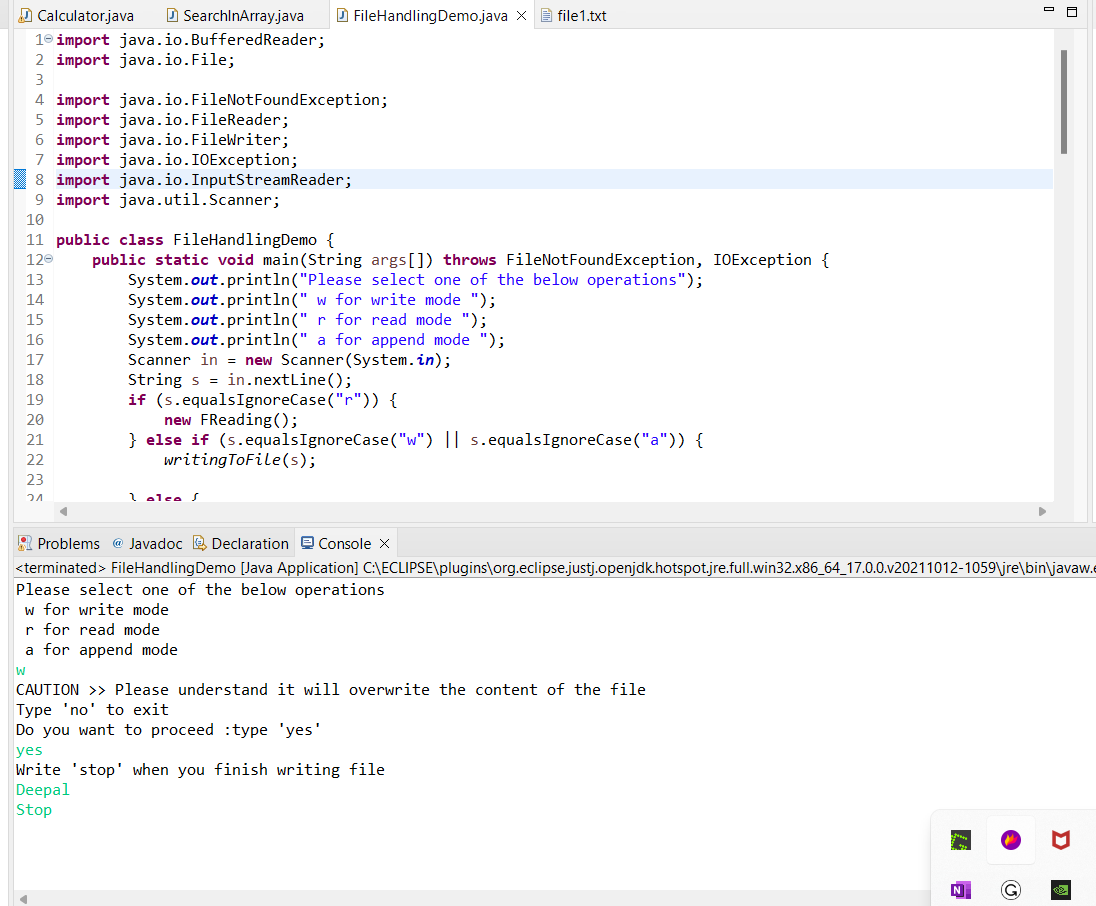 Calculator.java SearchInArray.java FileHandlingDemo.java file1.txt
1 import java.io.BufferedReader;
2 import java.io.File;
3
4 import java.io.FileNotFoundException;
5 import java.io.FileReader;
6 import java.io.FileWriter;
7 import java.io.IOException;
8 import java.io.InputStreamReader;
9 import java.util.Scanner;
10
11 public class FileHandlingDemo {
12 public static void main(String args[]) throws FileNotFoundException, IOException {
13 System.out.println("Please select one of the below operations");
14 System.out.println(" w for write mode ");
15 System.out.println(" r for read mode ");
16 System.out.println(" a for append mode ");
17 Scanner in = new Scanner(System.in);
18 String s = in.nextLine();
19 if (s.equalsIgnoreCase("r")) {
20 new FReading();
21 } else if (s.equalsIgnoreCase("w") || s.equalsIgnoreCase("a")) {
22 writingToFile(s);
23
24 } else {
Problems @ Javadoc Declaration Console
<terminated> FileHandlingDemo [Java Application] C:\ECLIPSE\plugins\org.eclipse.justj.openjdk.hotspot.jre.full.win32.x86_64_17.0.0.v20211012-1059\jre\bin\javaw.e
Please select one of the below operations
w for write mode
r for read mode
a for append mode
w
CAUTION >> Please understand it will overwrite the content of the file
Type 'no' to exit
Do you want to proceed :type 'yes'
yes
Write 'stop' when you finish writing file
Deepal
Stop
N G